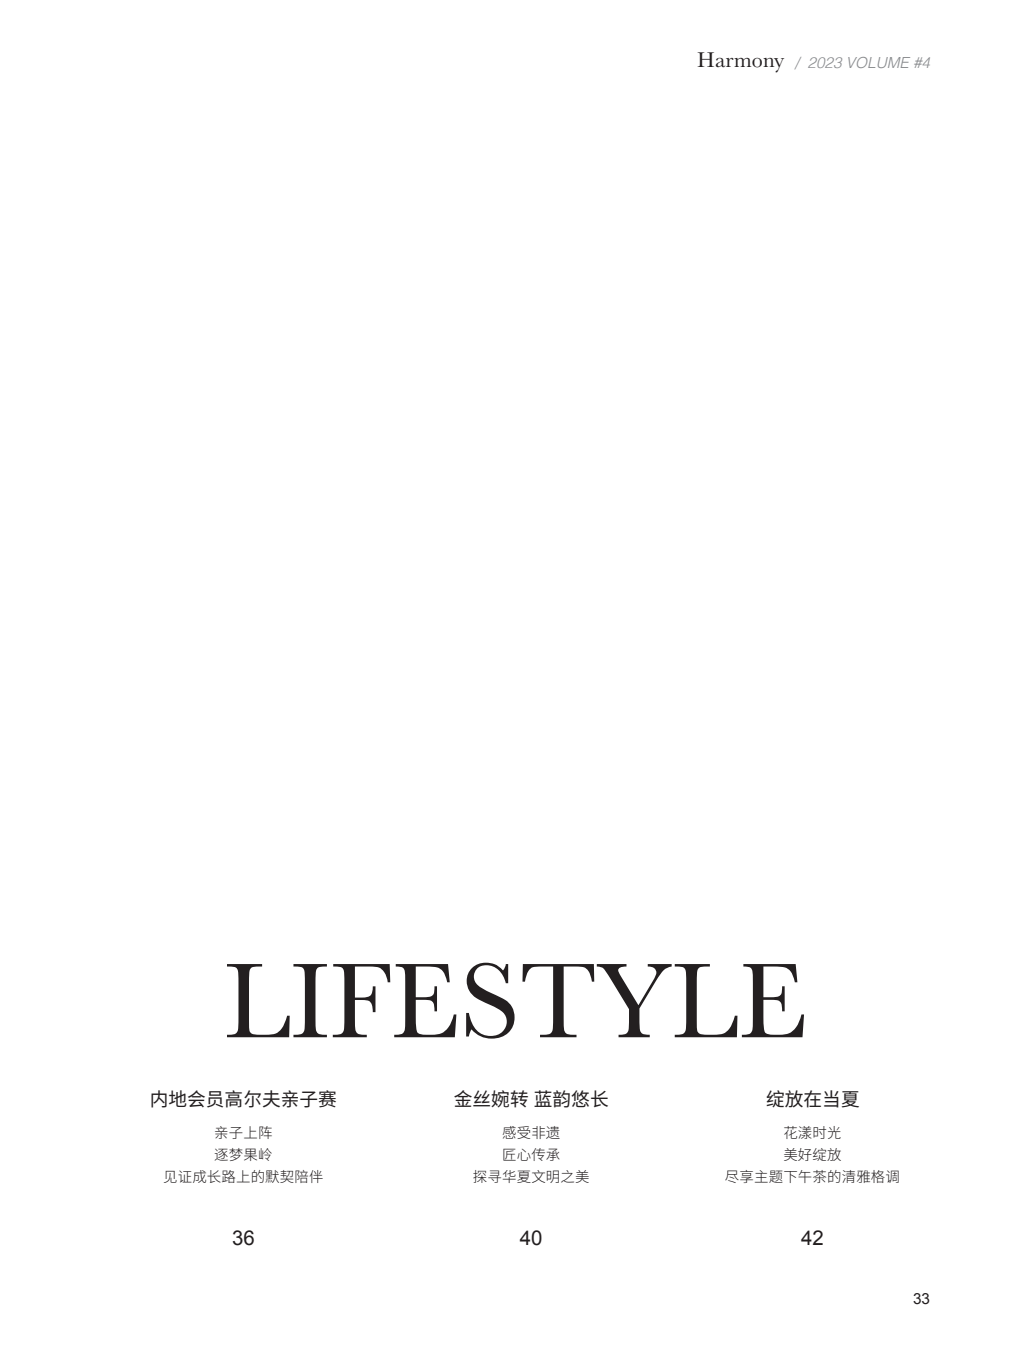 Harmony / 2023 VOLUME #4
LIFESTYLE
内地会员高尔夫亲子赛
亲子上阵
逐梦果岭
见证成长路上的默契陪伴
36
金丝婉转 蓝韵悠长
感受非遗
匠心传承
探寻华夏文明之美
40
绽放在当夏
花漾时光
美好绽放
尽享主题下午茶的清雅格调
42
33